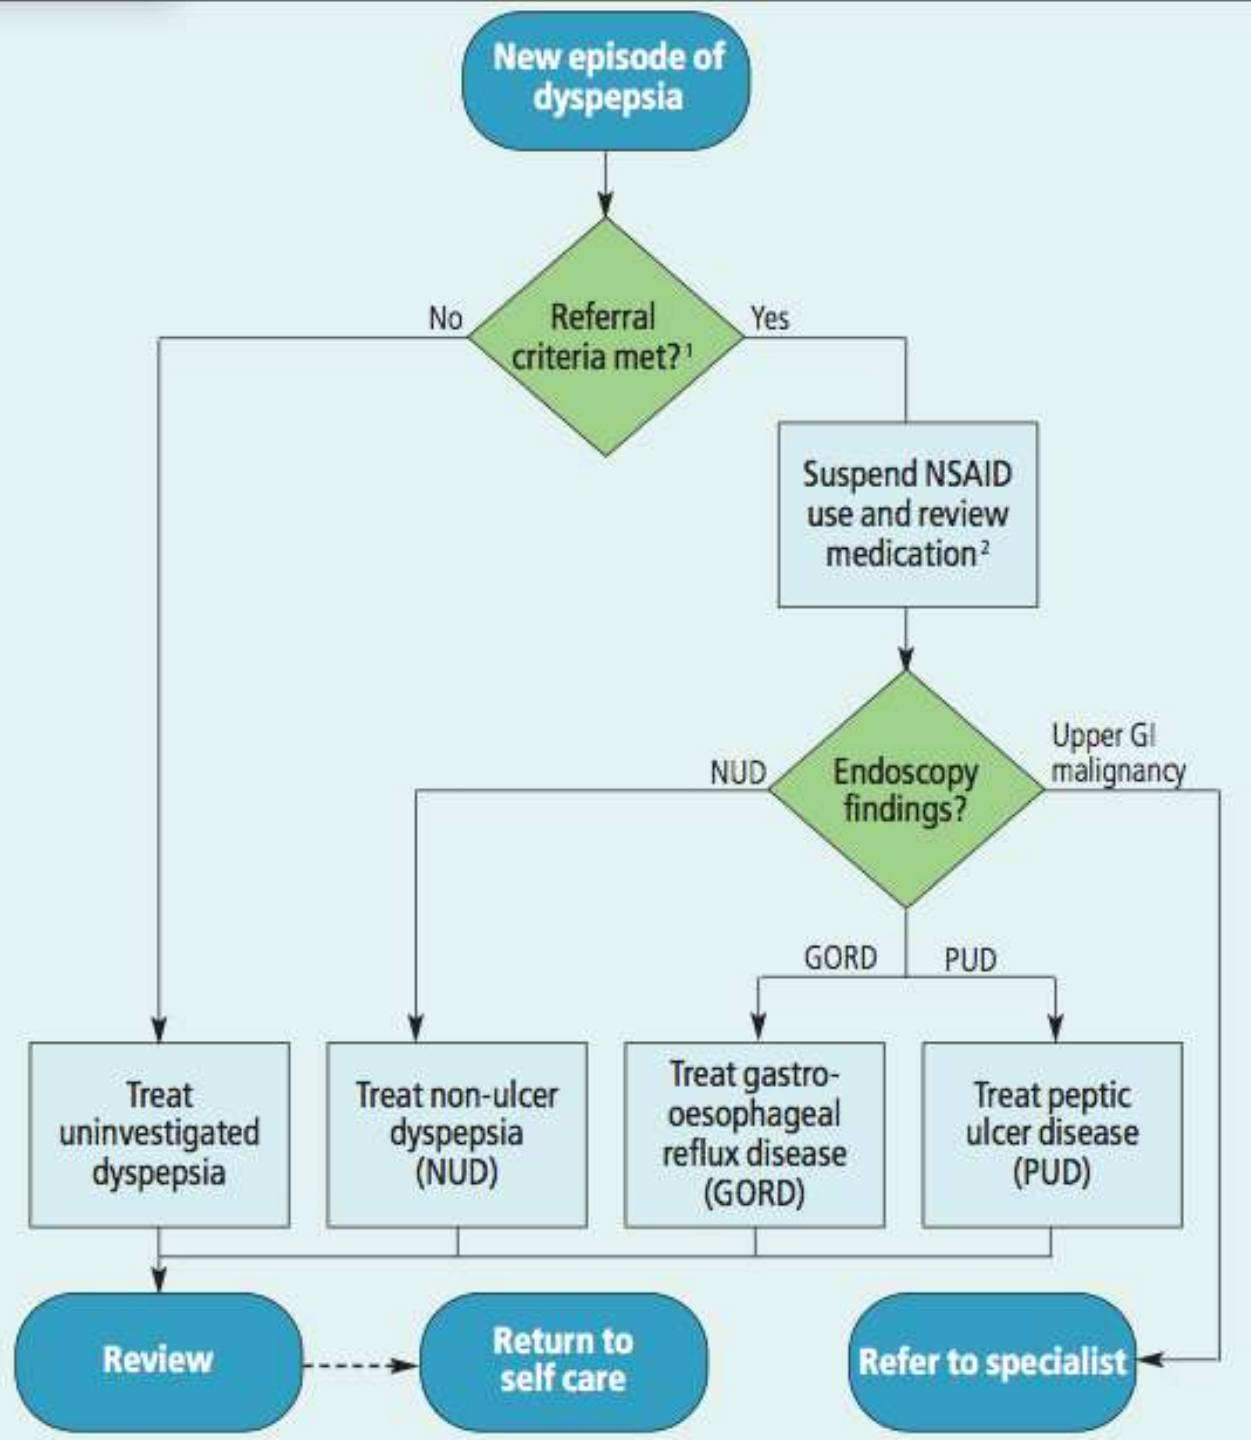 New episode of
dyspepsia
No
Referral
criteria met?¹
Yes
Suspend NSAID
use and review
medication²
NUD
Endoscopy
findings?
Upper GI
malignancy
GORD
PUD
Treat
uninvestigated
dyspepsia
Treat non-ulcer
dyspepsia
(NUD)
Treat gastro-
oesophageal
reflux disease
(GORD)
Treat peptic
ulcer disease
(PUD)
Review
Return to
self care
Refer to specialist